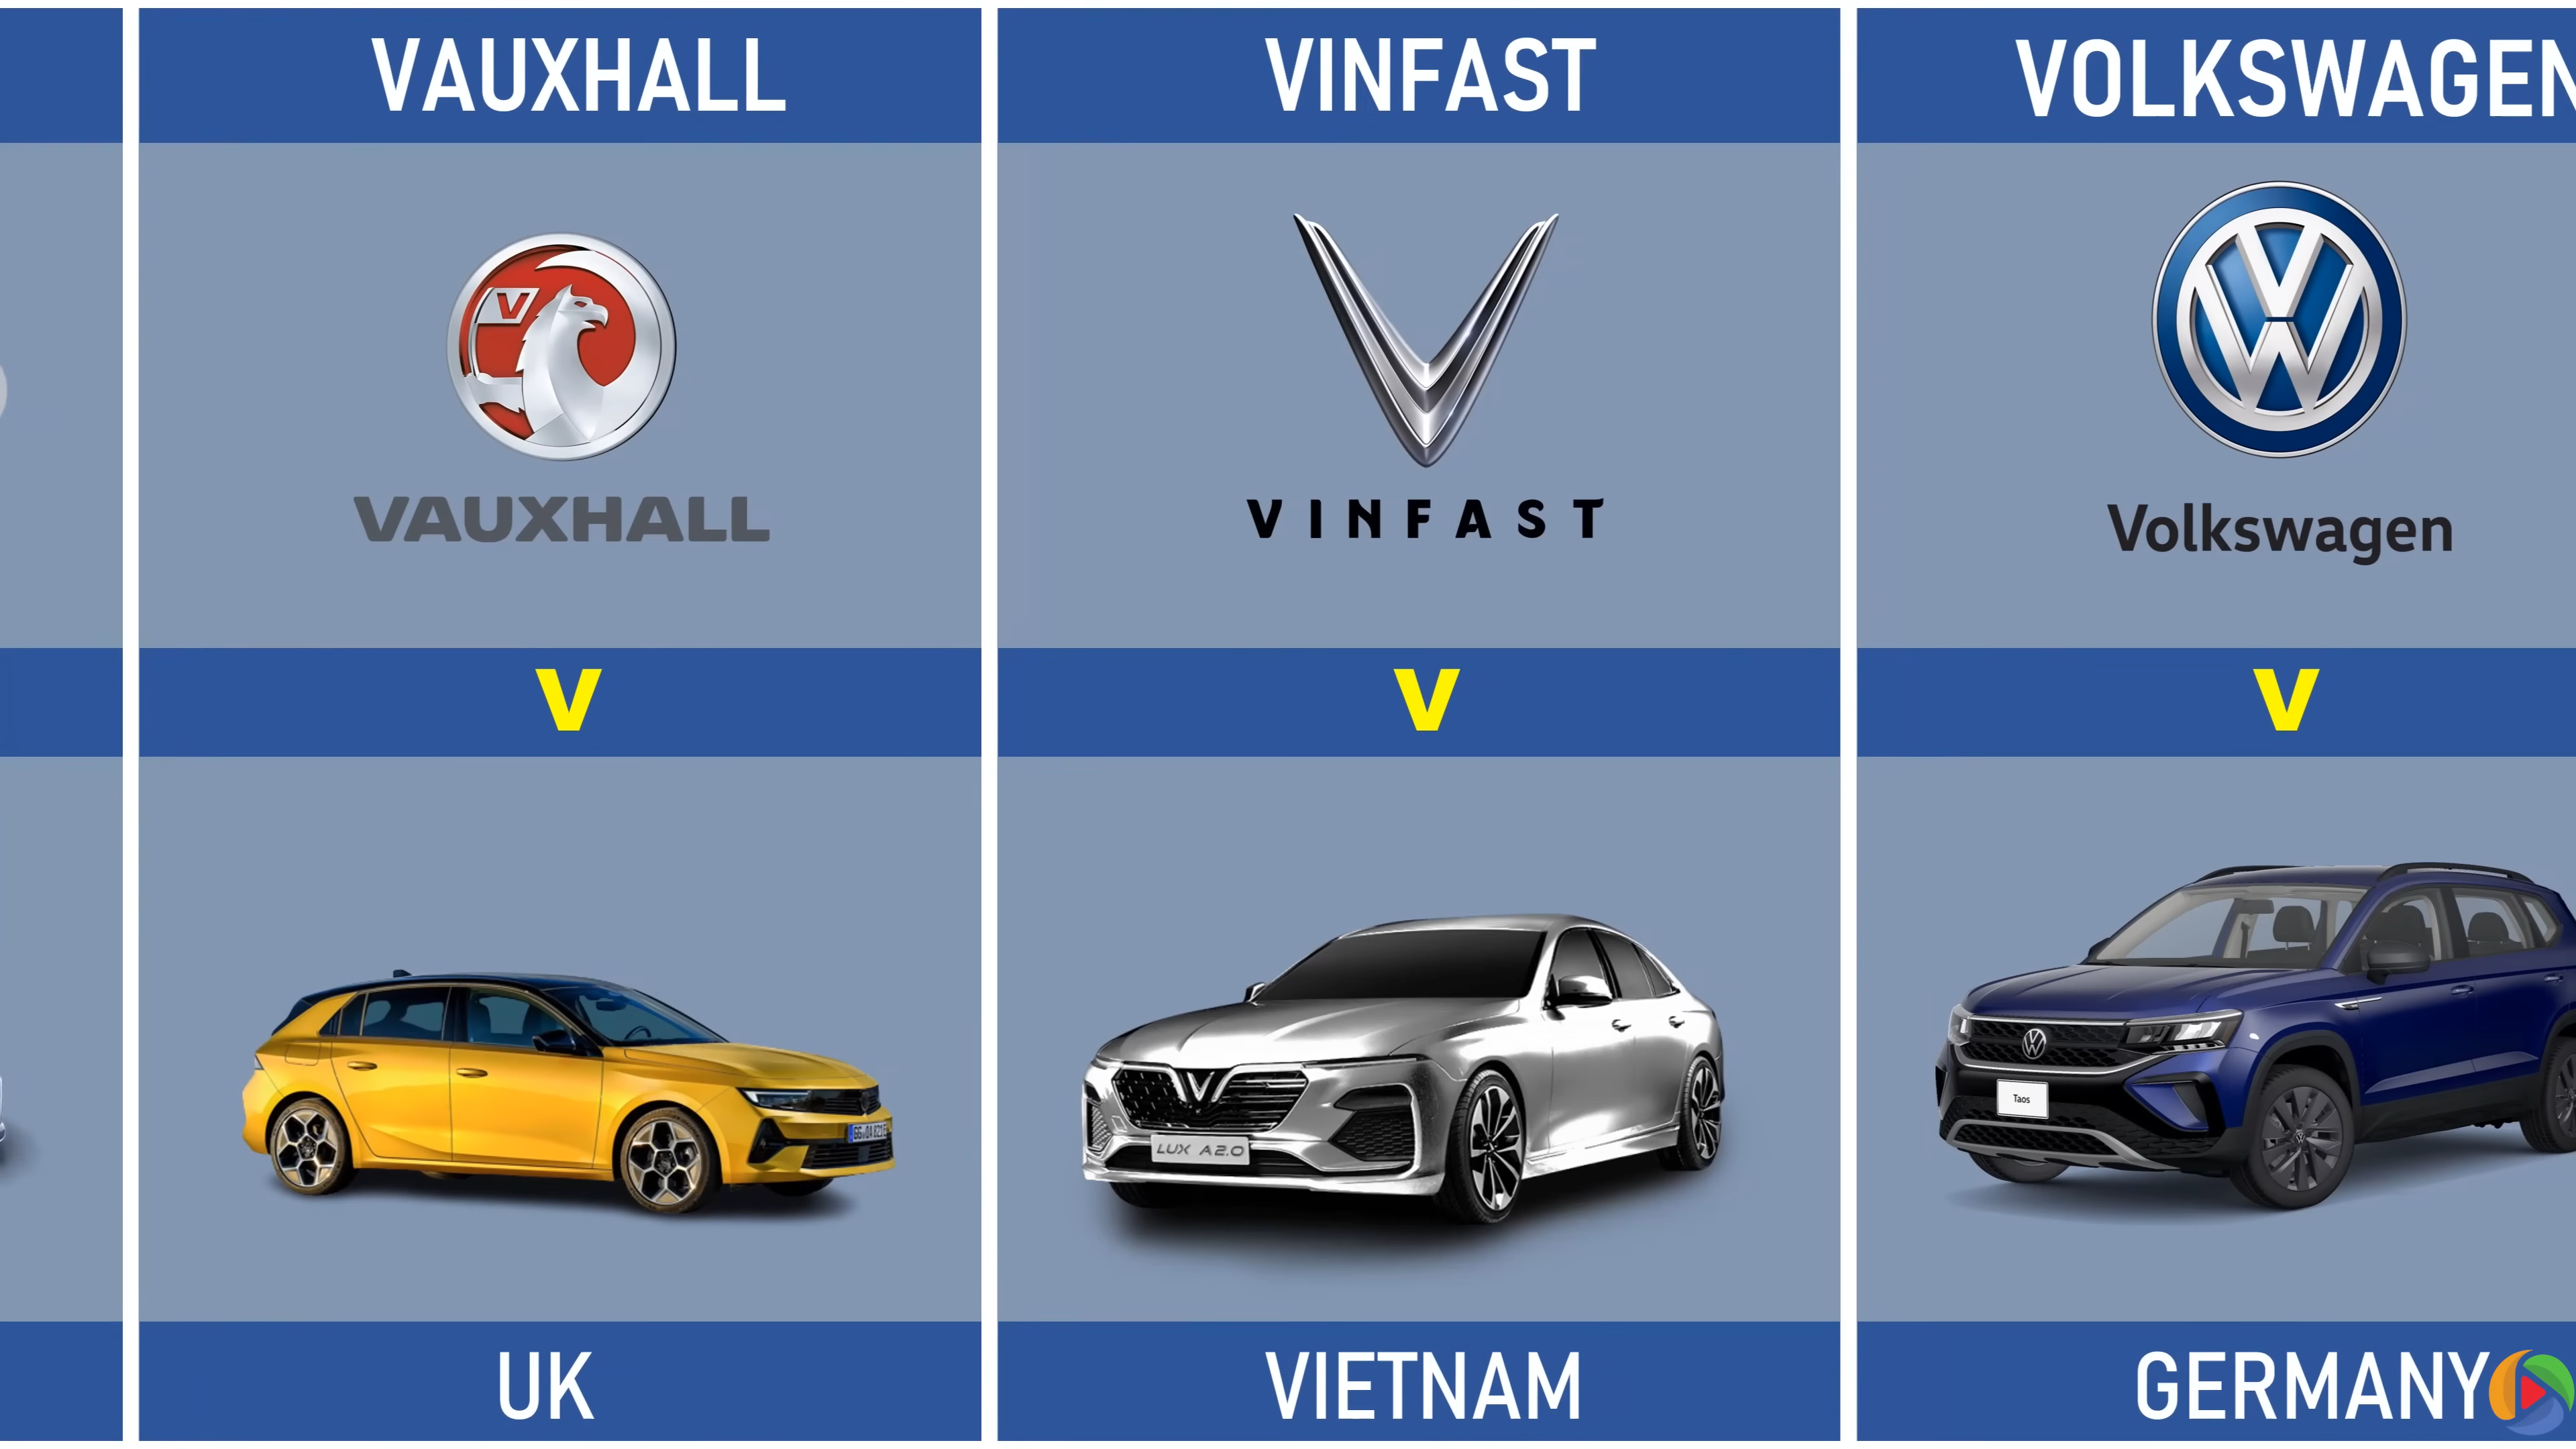 VAUXHALL
V
VAUXHALL
V
UK
VINFAST
VINFAST
V
LUX A2.0
VIETNAM
VOLKSWAGEN
Volkswagen
V
Taos
GERMANY